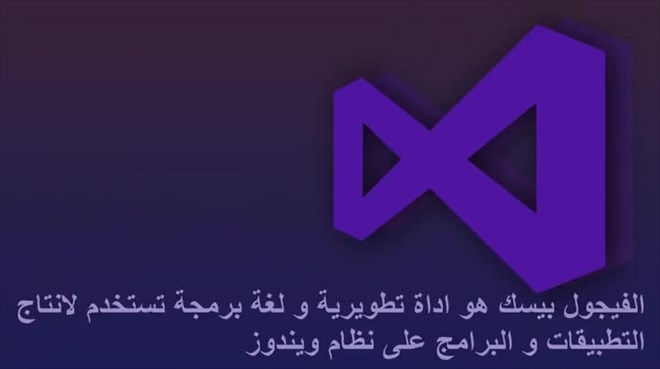 الفيجول بيسك هو اداة تطويرية و لغة برمجة تستخدم لانتاج
التطبيقات و البرامج على نظام ويندوز